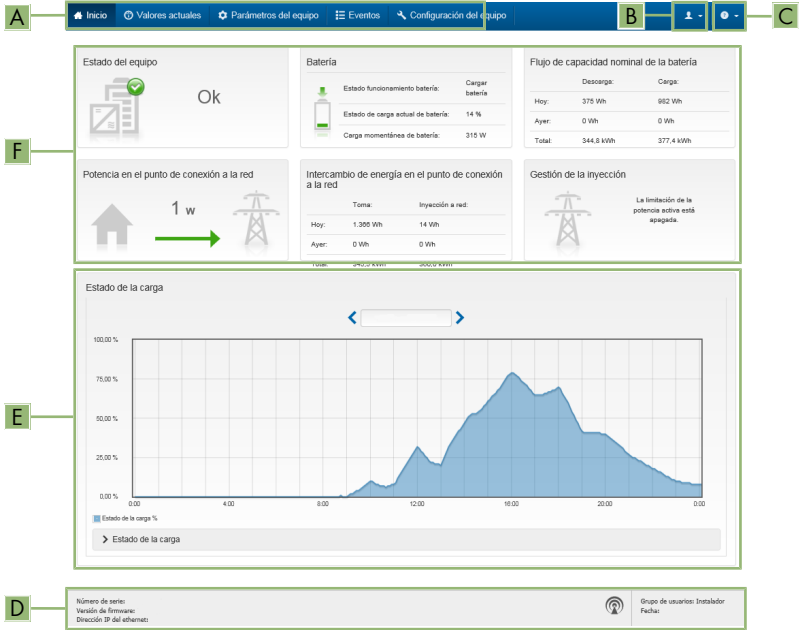 A
Inicio
Valores actuales
Parámetros del equipo
Eventos
Configuración del equipo
B
C
F
Estado del equipo
Ok
Batería
Estado funcionamiento batería:
Cargar
batería
Estado de carga actual de batería:
14 %
Carga momentánea de batería:
315 W
Flujo de capacidad nominal de la batería
Descarga:
Carga:
Hoy:
375 Wh
982 Wh
Ayer:
0 Wh
0 Wh
Total:
344,8 kWh
377,4 kWh
Potencia en el punto de conexión a la red
1 w
Intercambio de energía en el punto de conexión
a la red
Toma:
Inyección a red:
Hoy:
1.366 Wh
14 Wh
Ayer:
0 Wh
0 Wh
Total:
Gestión de la inyección
La limitación de la
potencia activa está
apagada.
E
Estado de la carga
100,00 %
75,00 %
50,00 %
25,00 %
0,00 %
0:00
4:00
8:00
12:00
16:00
20:00
0:00
Estado de la carga %
Estado de la carga
D
Número de serie:
Versión de firmware:
Dirección IP del ethernet:
Grupo de usuarios: Instalador
Fecha: